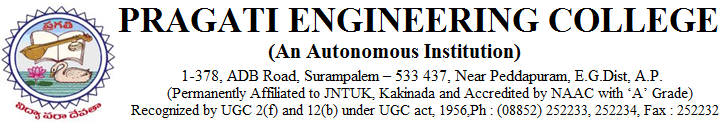 ప్రగతి
విద్యా పరా దేవతా
PRAGATI ENGINEERING COLLEGE
(An Autonomous Institution)
1-378, ADB Road, Surampalem – 533 437, Near Peddapuram, E.G.Dist, A.P.
(Permanently Affiliated to JNTUK, Kakinada and Accredited by NAAC with ‘A’ Grade)
Recognized by UGC 2(f) and 12(b) under UGC act, 1956,Ph : (08852) 252233, 252234, Fax : 252232